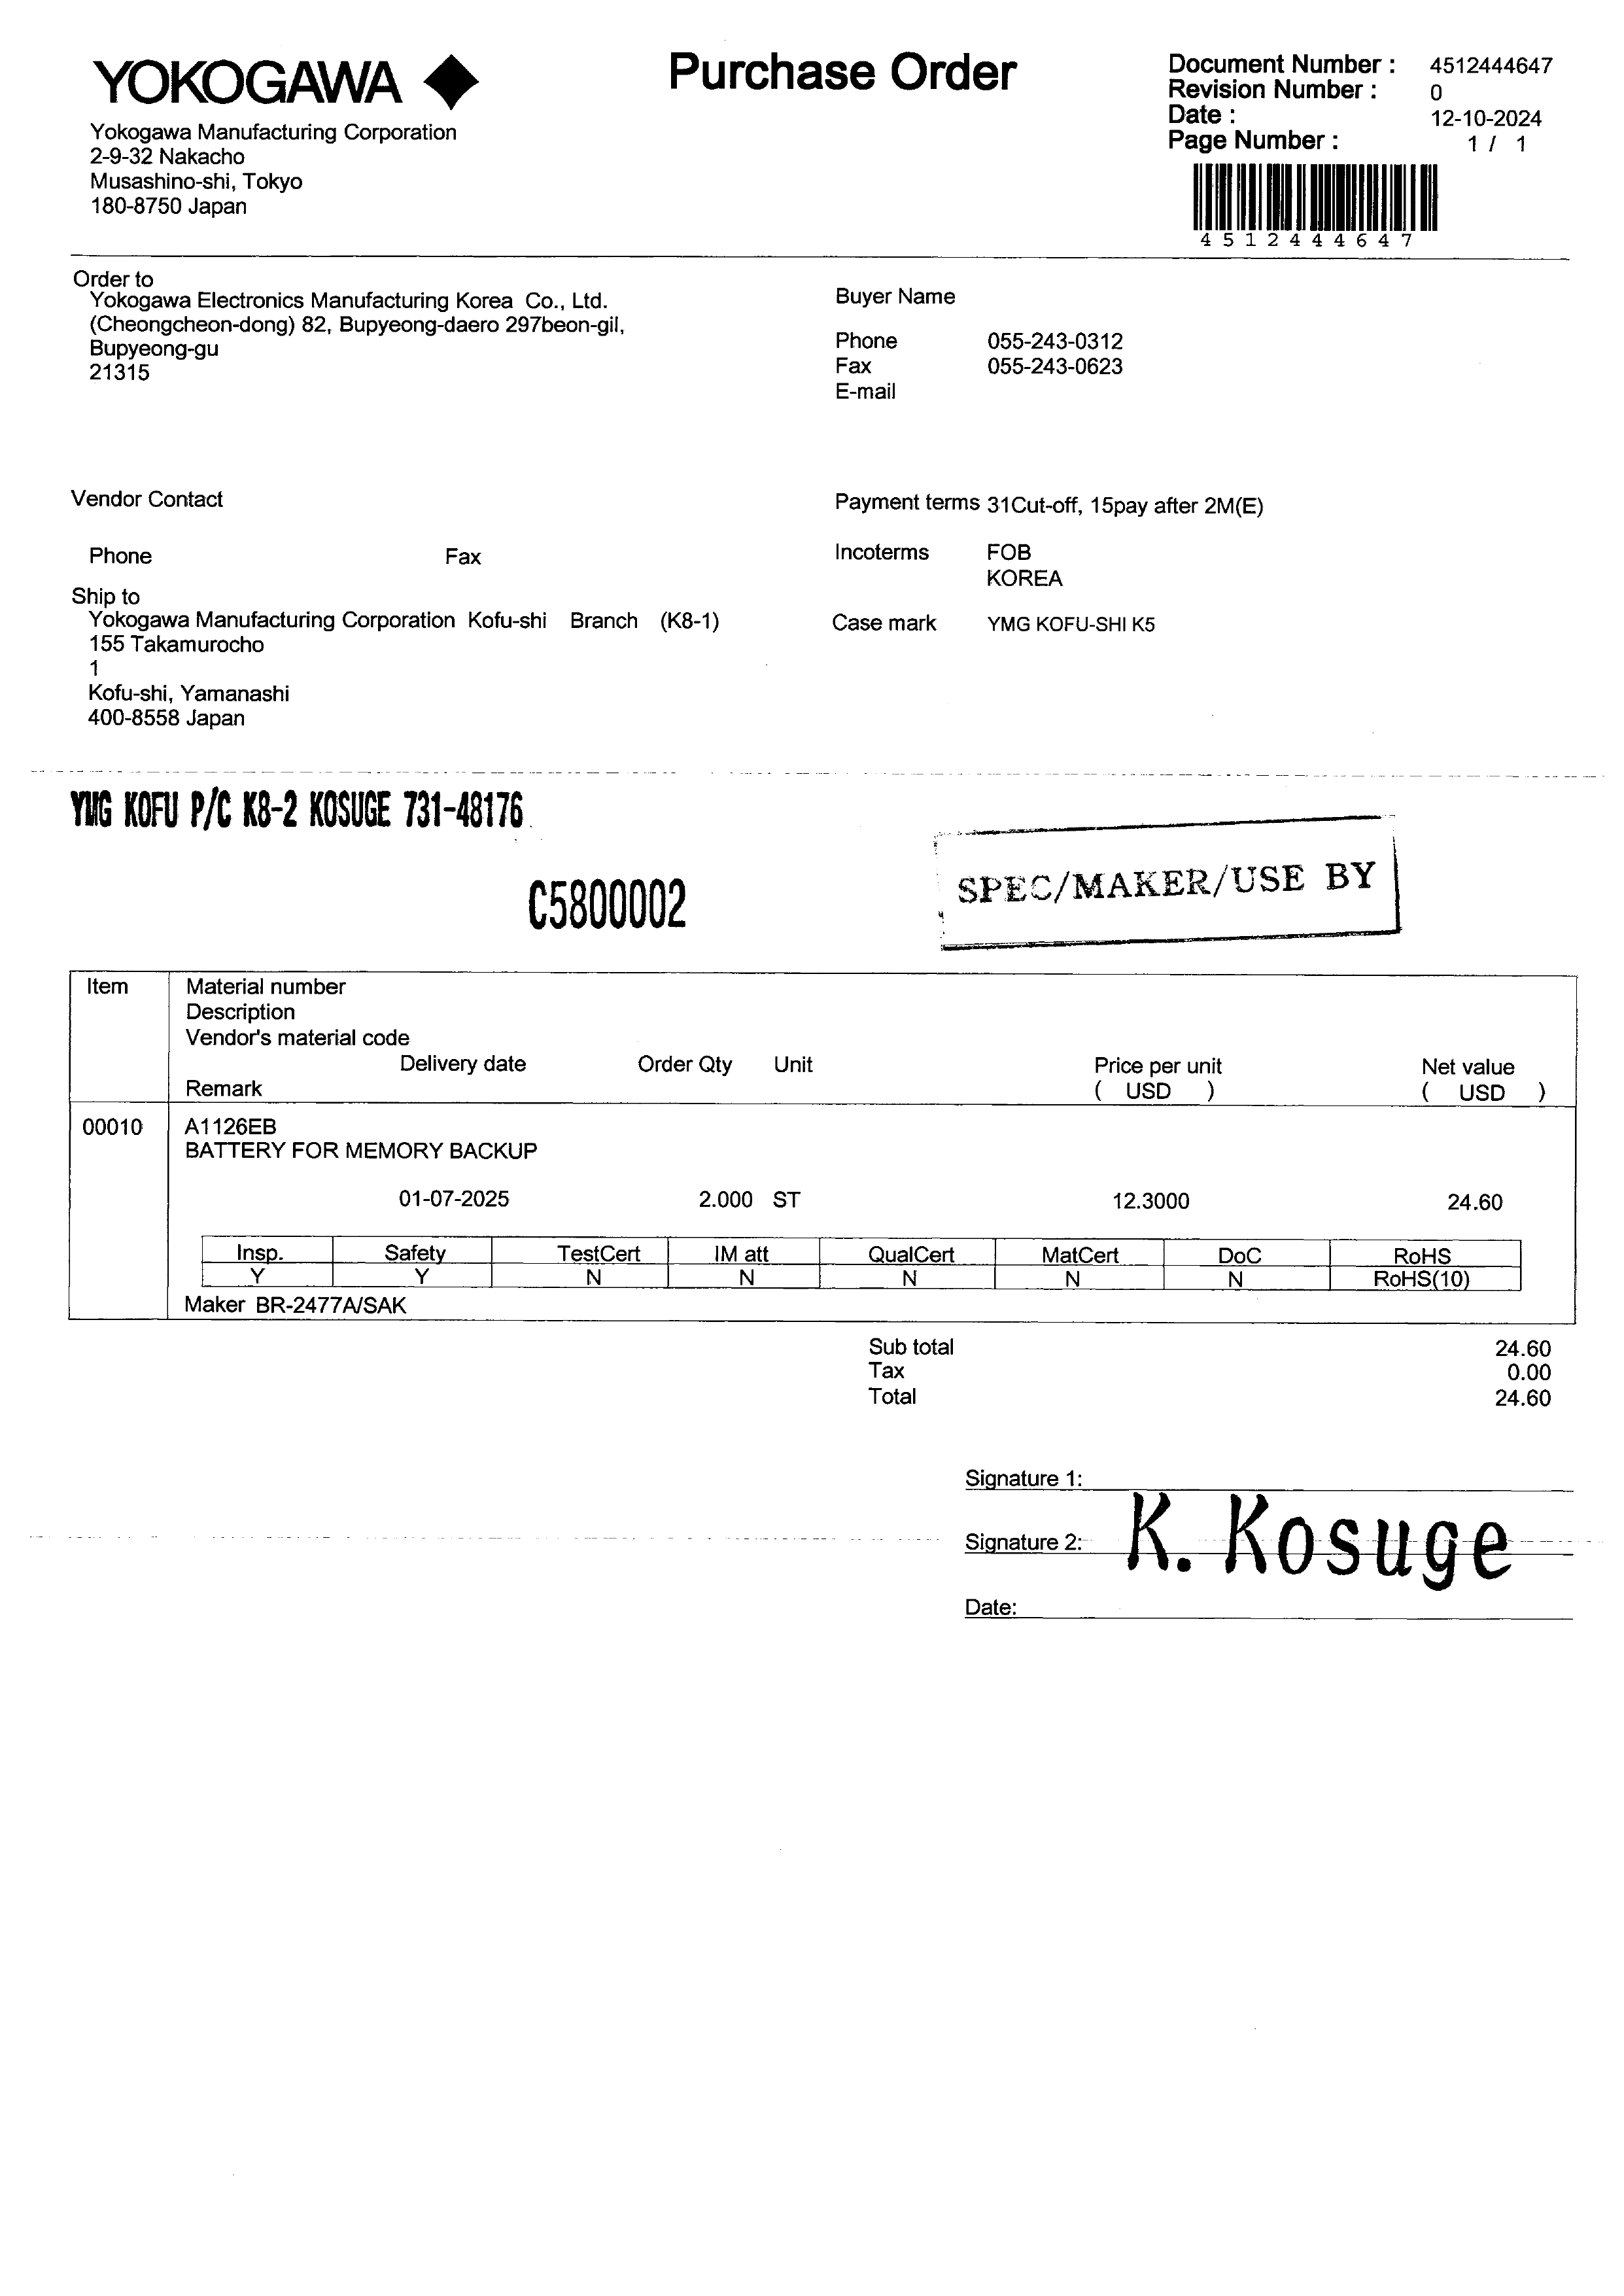 YOKOGAWA
Purchase Order
Document Number : 4512444647
Revision Number : 0
Date : 12-10-2024
Page Number : 1 / 1
4512444647
Yokogawa Manufacturing Corporation
2-9-32 Nakacho
Musashino-shi, Tokyo
180-8750 Japan
Order to
Yokogawa Electronics Manufacturing Korea Co., Ltd.
(Cheongcheon-dong) 82, Bupyeong-daero 297beon-gil,
Bupyeong-gu
21315
Buyer Name
Phone 055-243-0312
Fax 055-243-0623
E-mail
Vendor Contact
Phone Fax
Payment terms 31Cut-off, 15pay after 2M(E)
Incoterms FOB
KOREA
Case mark YMG KOFU-SHI K5
Ship to
Yokogawa Manufacturing Corporation Kofu-shi Branch (K8-1)
155 Takamurocho
1
Kofu-shi, Yamanashi
400-8558 Japan
YMG KOFU P/C K8-2 KOSUGE 731-48176
C5800002
SPEC/MAKER/USE BY
Item Material number
Description
Vendor's material code
Delivery date Order Qty Unit Price per unit Net value
Remark ( USD ) ( USD )
00010 A1126EB
BATTERY FOR MEMORY BACKUP
01-07-2025 2.000 ST 12.3000 24.60
Insp. Safety TestCert IM att QualCert MatCert DoC RoHS
Y Y N N N N N RoHS(10)
Maker BR-2477A/SAK
Sub total 24.60
Tax 0.00
Total 24.60
Signature 1:
Signature 2: K. Kosuge
Date: